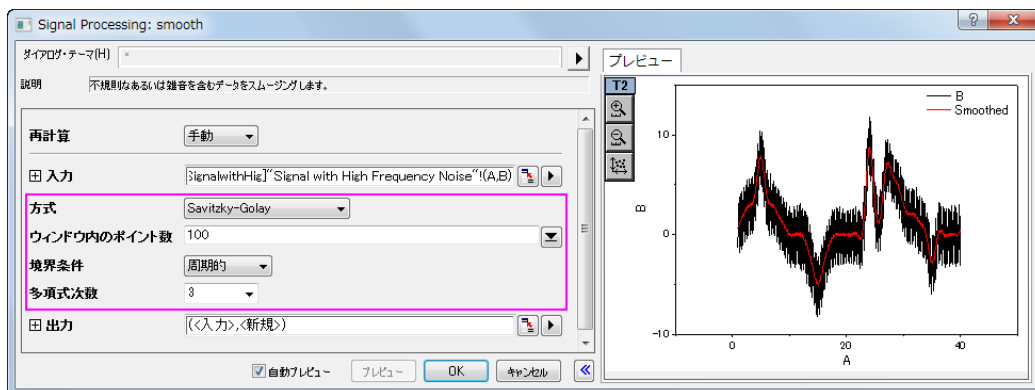 Signal Processing: smooth
ダイアログ・テーマ(H) *
説明 不規則なあるいは雑音を含むデータをスムージングします。
再計算 手動
入力 SignalwithHig]"Signal with High Frequency Noise"!(A,B)
方式 Savitzky-Golay
ウィンドウ内のポイント数 100
境界条件 周期的
多項式次数 3
出力 (<入力>,<新規>)
自動プレビュー プレビュー OK キャンセル
プレビュー
T2
B
Smoothed
10
0
-10
B
0 20 40
A